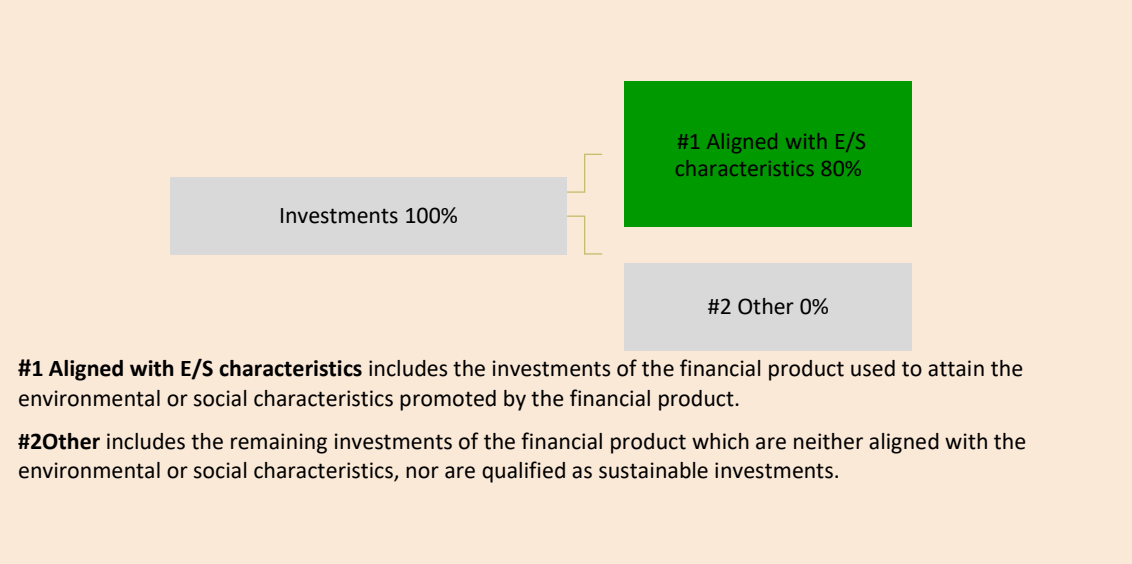 #1 Aligned with E/S
characteristics 80%
Investments 100%
#2 Other 0%
#1 Aligned with E/S characteristics includes the investments of the financial product used to attain the
environmental or social characteristics promoted by the financial product.
#2Other includes the remaining investments of the financial product which are neither aligned with the
environmental or social characteristics, nor are qualified as sustainable investments.